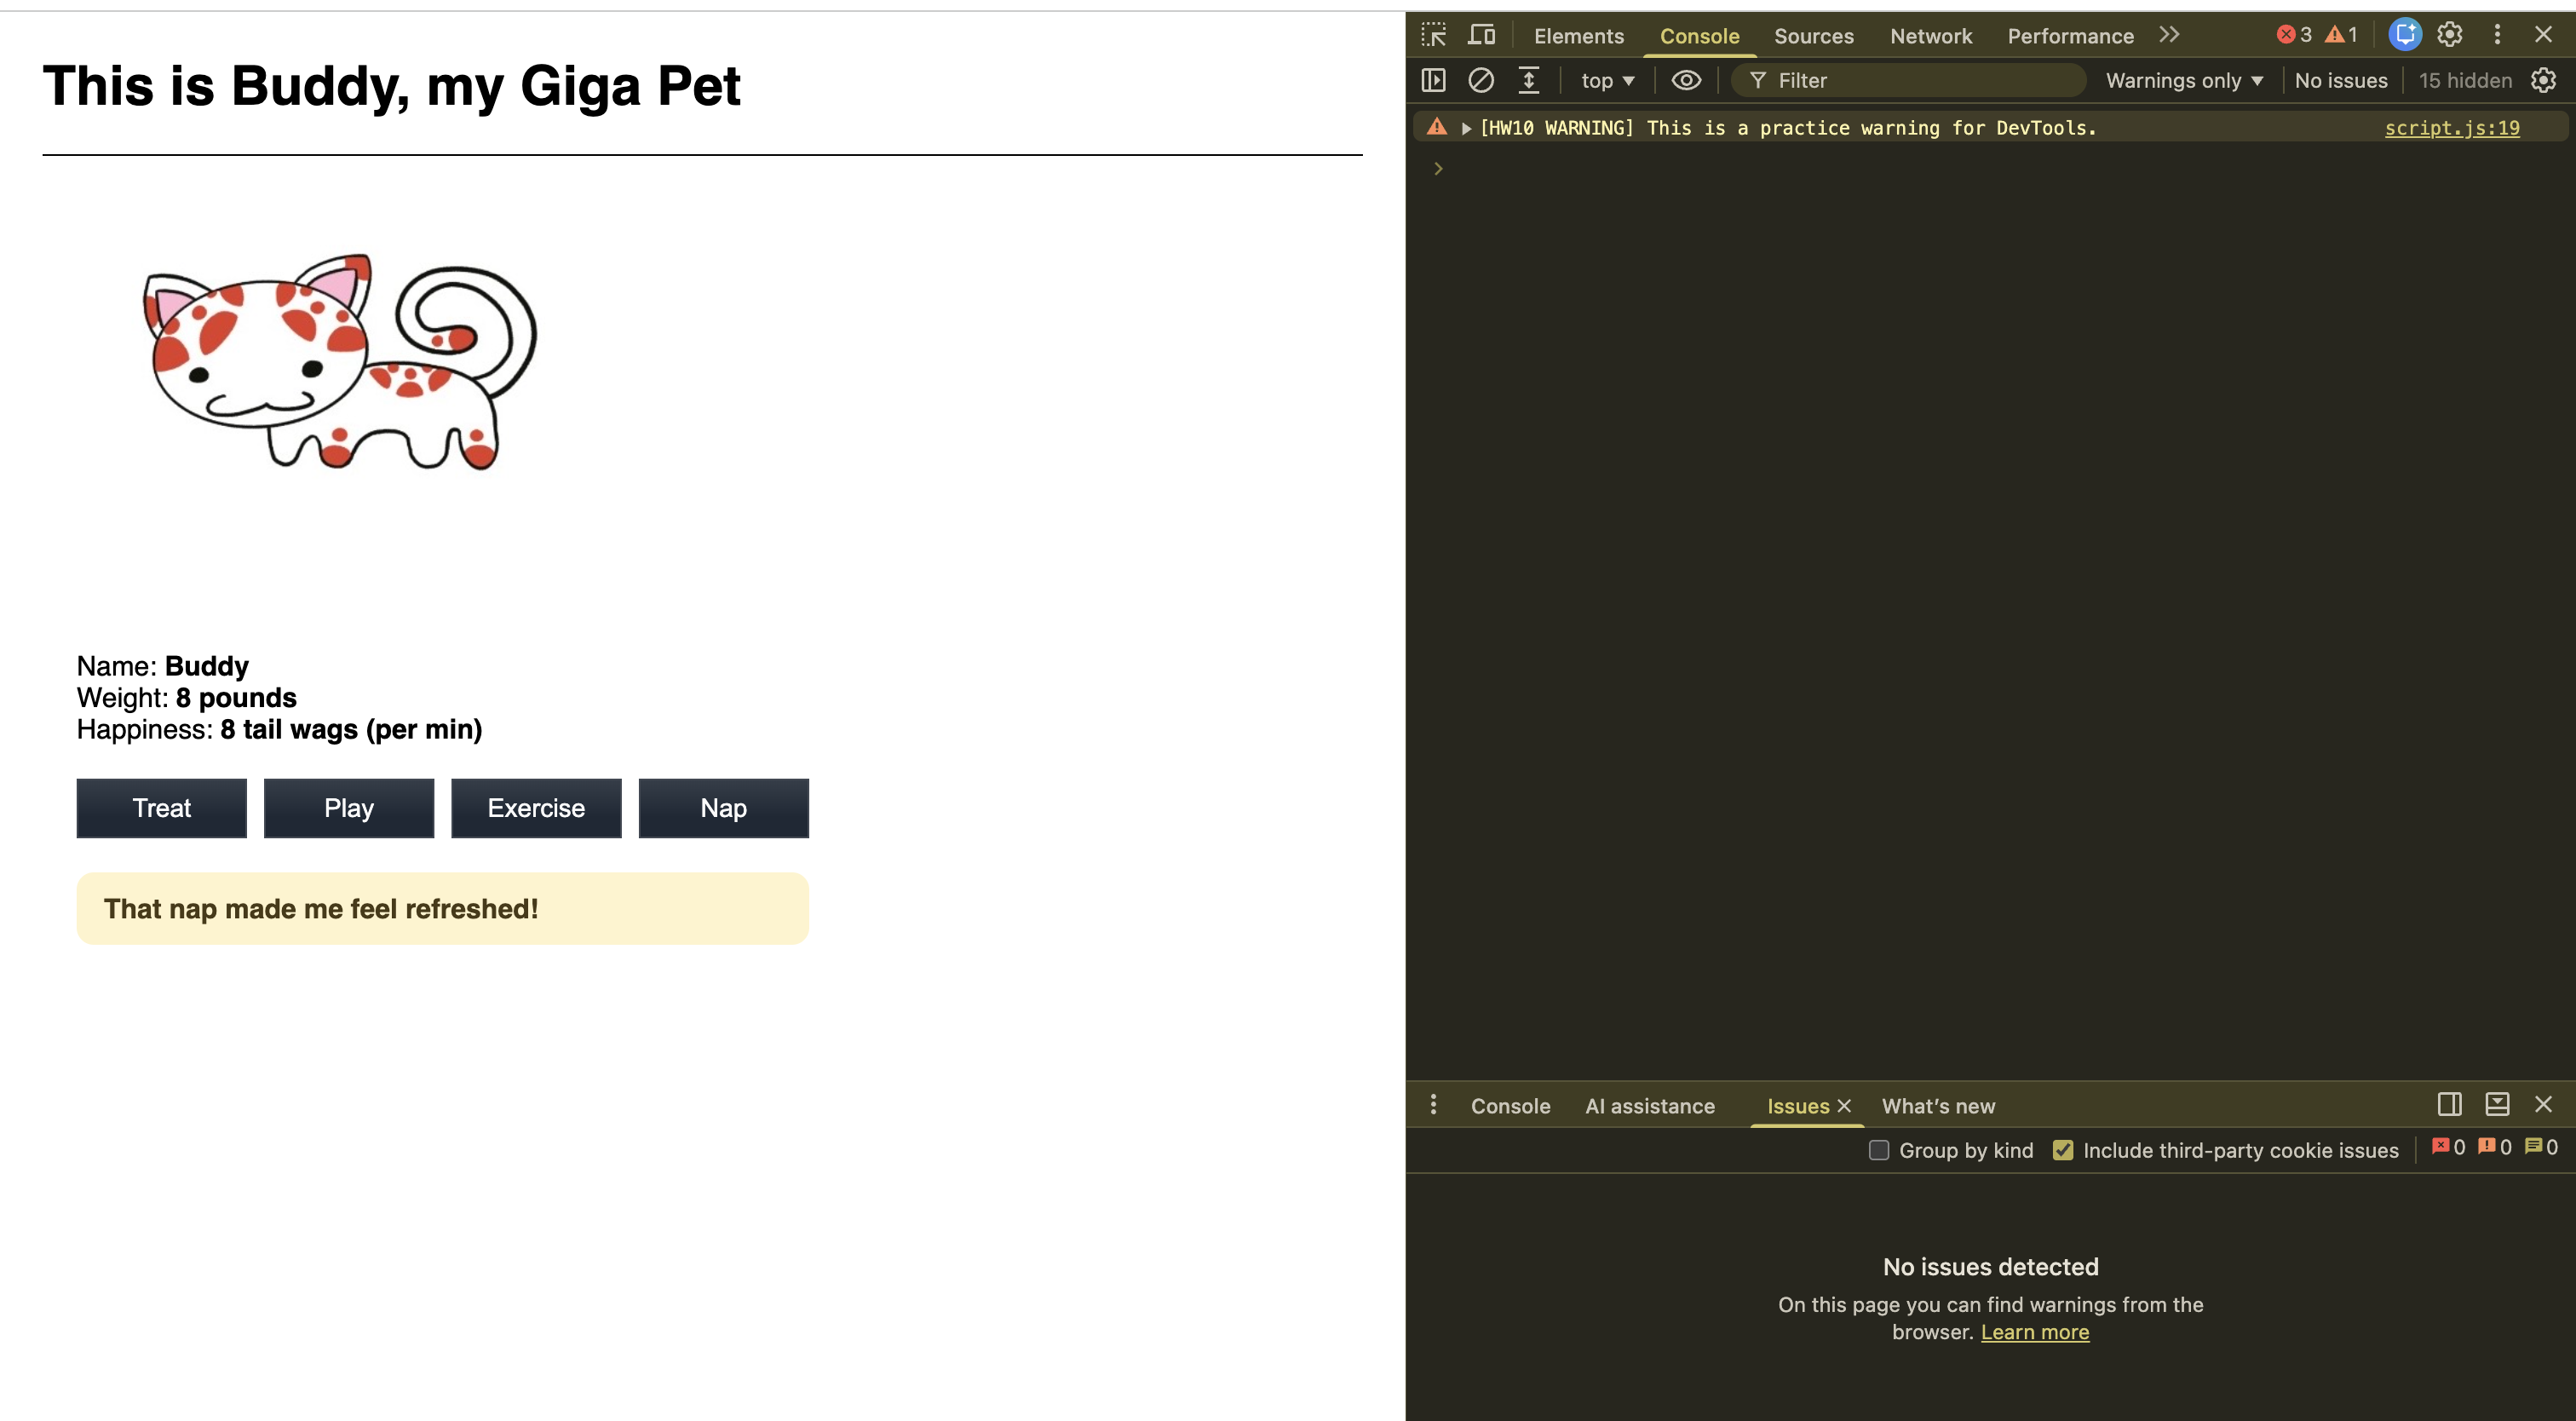 This is Buddy, my Giga Pet
Name: Buddy
Weight: 8 pounds
Happiness: 8 tail wags (per min)
Treat Play Exercise Nap
That nap made me feel refreshed!
Elements Console Sources Network Performance 3 1
top Filter Warnings only No issues 15 hidden
[HW10 WARNING] This is a practice warning for DevTools. script.js:19
Console AI assistance Issues What's new
Group by kind Include third-party cookie issues 0 0 0
No issues detected
On this page you can find warnings from the
browser. Learn more